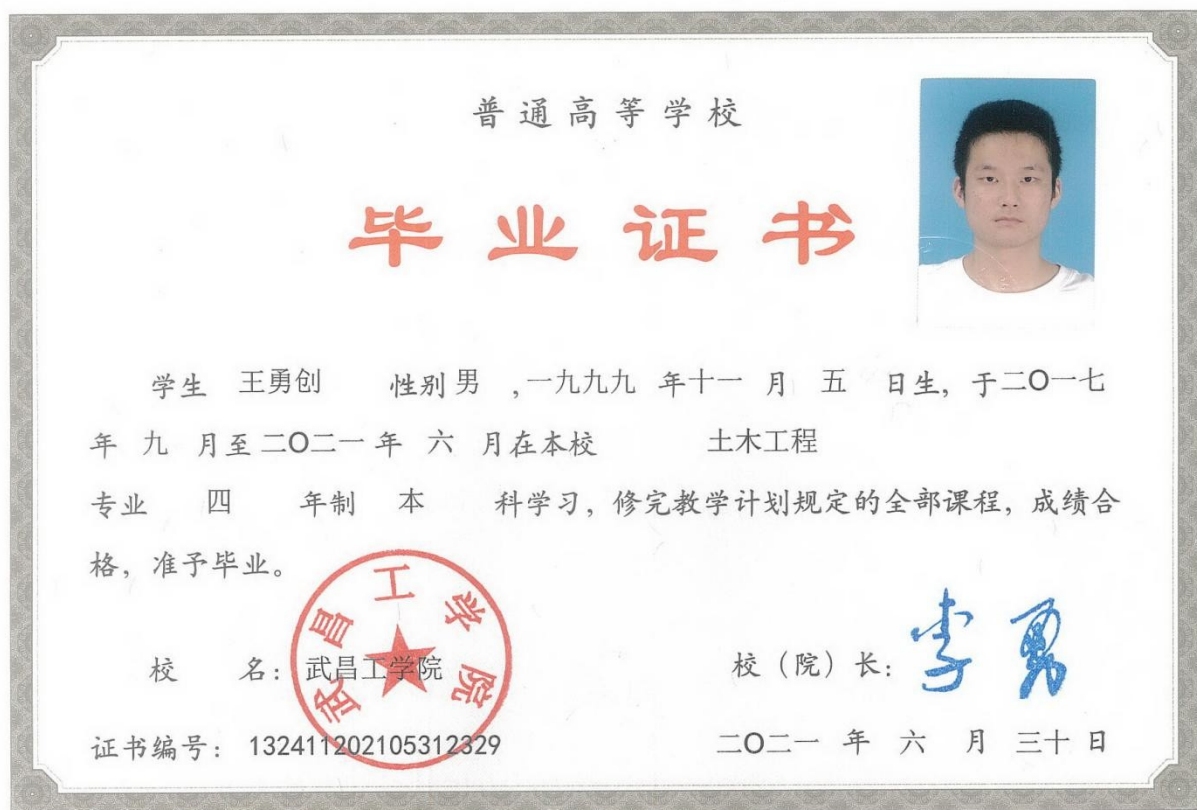 普通高等学校
毕业证书
学生 王勇创 性别 男 ,一九九九 年十一 月 五 日生，于二O一七
年 九 月至二O二一年 六 月在本校 土木工程
专业 四 年制 本 科学习，修完教学计划规定的全部课程，成绩合
格，准予毕业。
武昌工学院
校 名：武昌工学院
校（院）长：李勇
证书编号：132411202105312329
二O二一 年 六 月 三十 日